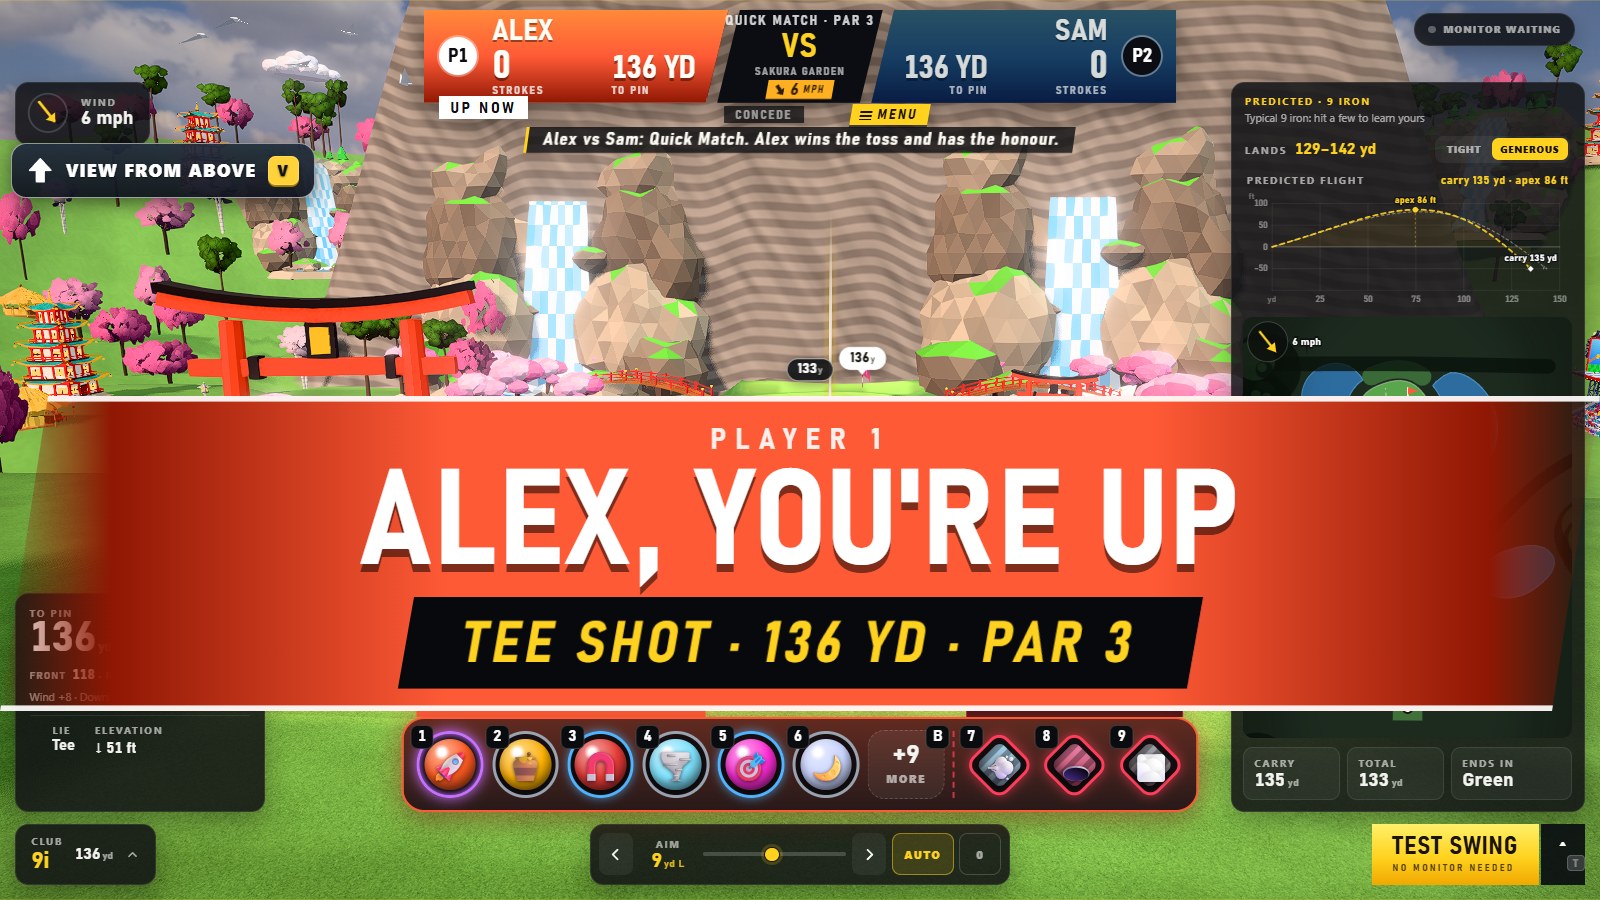 P1
ALEX
0
STROKES
136 YD
TO PIN
UP NOW
QUICK MATCH · PAR 3
VS
SAKURA GARDEN
6 MPH
SAM
136 YD
TO PIN
0
STROKES
P2
CONCEDE
MENU
Alex vs Sam: Quick Match. Alex wins the toss and has the honour.
MONITOR WAITING
WIND
6 mph
VIEW FROM ABOVE V
PREDICTED · 9 IRON
Typical 9 iron: hit a few to learn yours
LANDS 129–142 yd
TIGHT GENEROUS
PREDICTED FLIGHT
carry 135 yd · apex 86 ft
ft
100
50
0
-50
apex 86 ft
carry 135 yd
yd 25 50 75 100 125 150
6 mph
133y
136y
PLAYER 1
ALEX, YOU'RE UP
TEE SHOT · 136 YD · PAR 3
TO PIN
136
FRONT 118
Wind +8
LIE
Tee
ELEVATION
↓ 51 ft
1 2 3 4 5 6
+9
MORE
B
7 8 9
CARRY
135 yd
TOTAL
133 yd
ENDS IN
Green
CLUB
9i
136 yd
AIM
9 yd L
AUTO
0
TEST SWING
NO MONITOR NEEDED
T